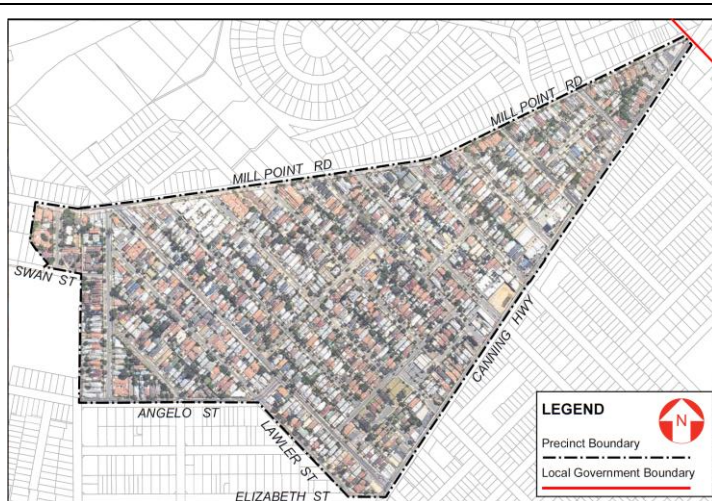 MILL POINT RD
MILL POINT RD
SWAN ST
CANNING HWY
ANGELO ST
LAWLER ST
ELIZABETH ST
LEGEND
N
Precinct Boundary
Local Government Boundary